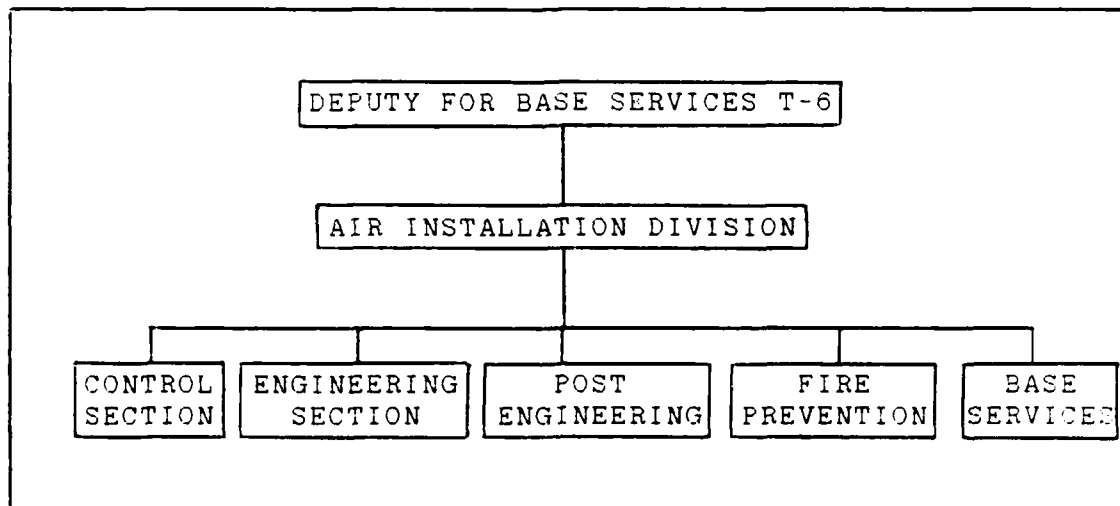 DEPUTY FOR BASE SERVICES T-6
AIR INSTALLATION DIVISION
CONTROL
SECTION
ENGINEERING
SECTION
POST
ENGINEERING
FIRE
PREVENTION
BASE
SERVICES